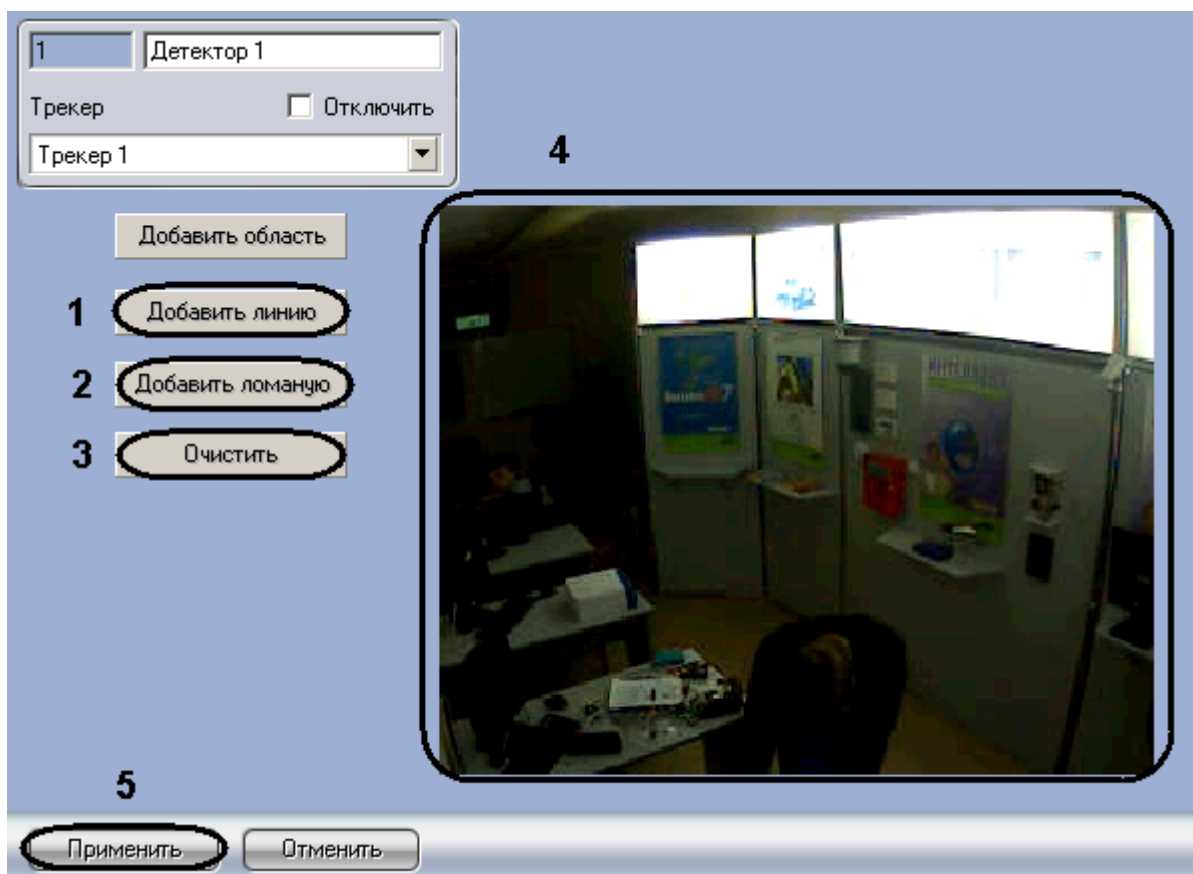 1 Детектор 1
Трекер Отключить
Трекер 1
4
Добавить область
1 Добавить линию
2 Добавить ломаную
3 Очистить
5
Применить Отменить